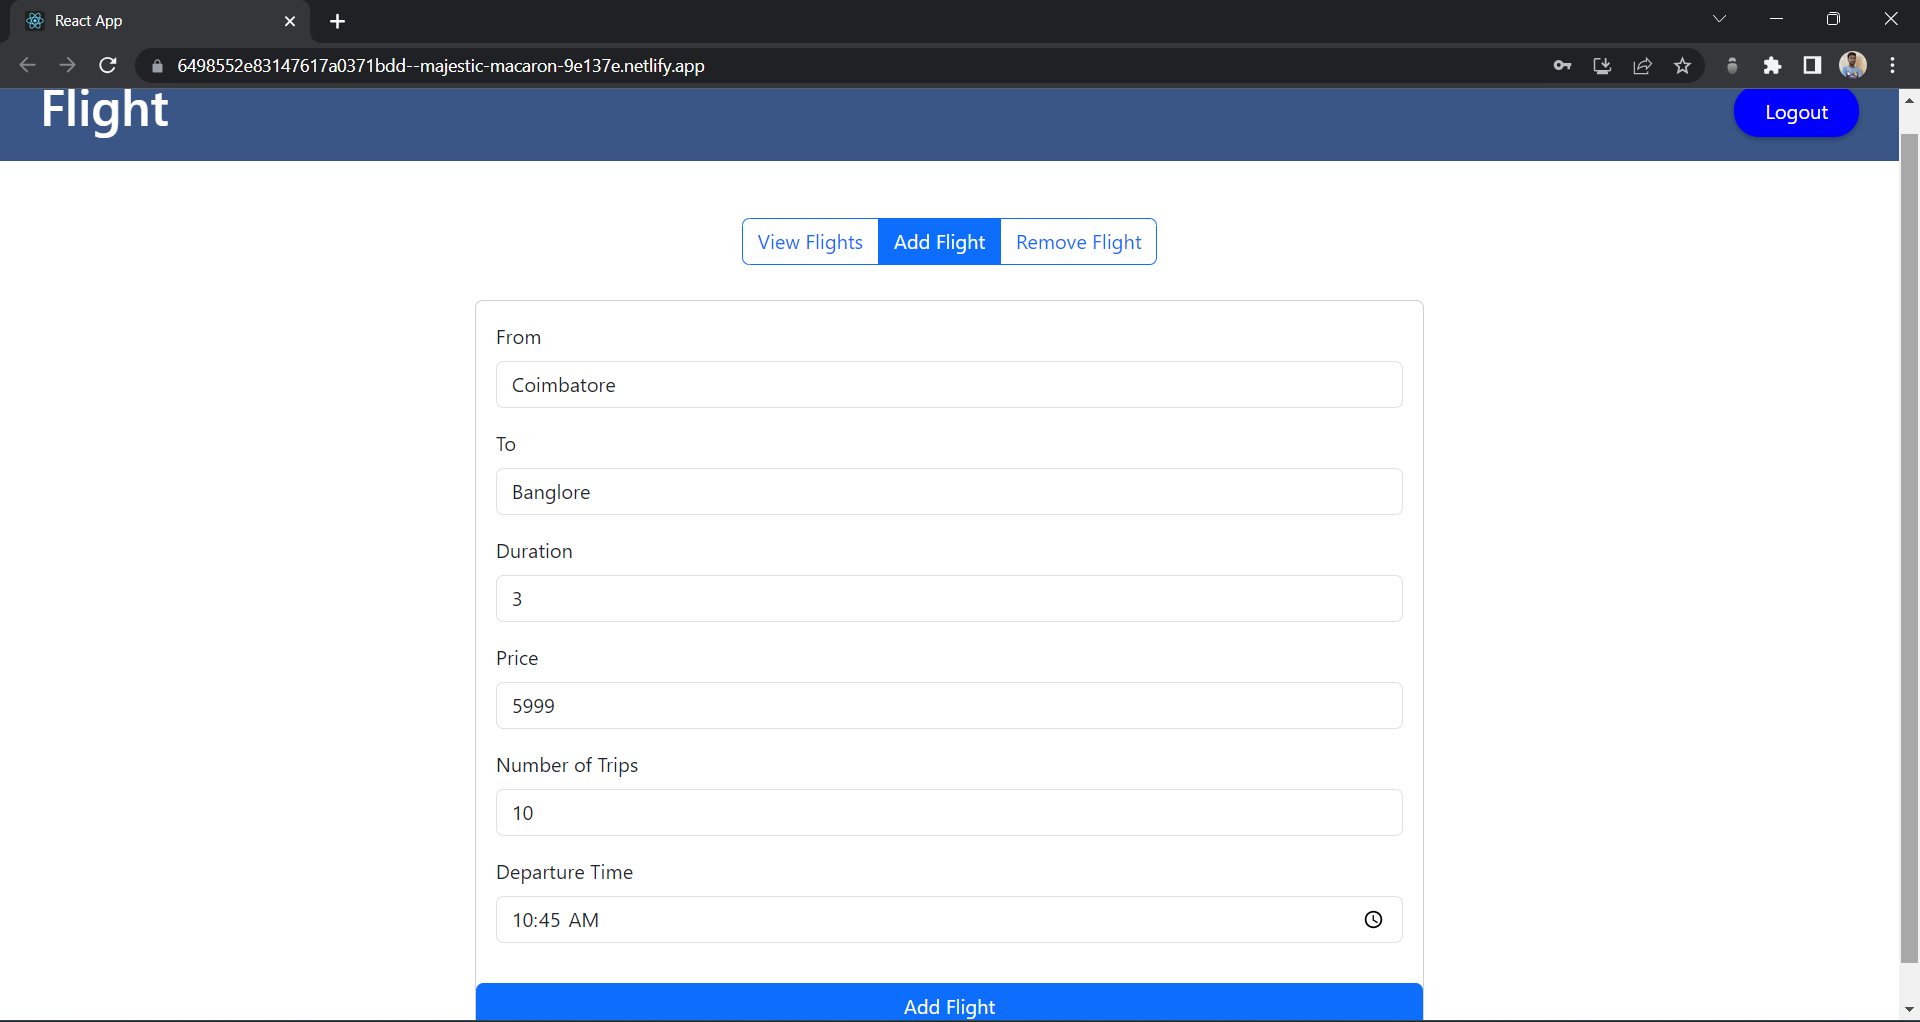 React App
6498552e83147617a0371bdd--majestic-macaron-9e137e.netlify.app
Flight
Logout
View Flights
Add Flight
Remove Flight
From
Coimbatore
To
Banglore
Duration
3
Price
5999
Number of Trips
10
Departure Time
10:45 AM
Add Flight